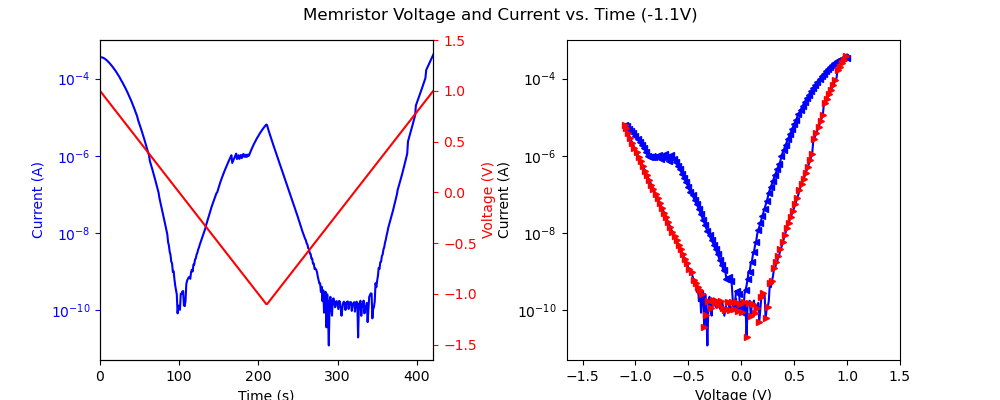 Memristor Voltage and Current vs. Time (-1.1V)
Current (A)
10⁻⁴
10⁻⁶
10⁻⁸
10⁻¹⁰
0 100 200 300 400
Time (s)
1.5
1.0
0.5
0.0
−0.5
−1.0
−1.5
Voltage (V)
Current (A)
10⁻⁴
10⁻⁶
10⁻⁸
10⁻¹⁰
−1.5 −1.0 −0.5 0.0 0.5 1.0 1.5
Voltage (V)